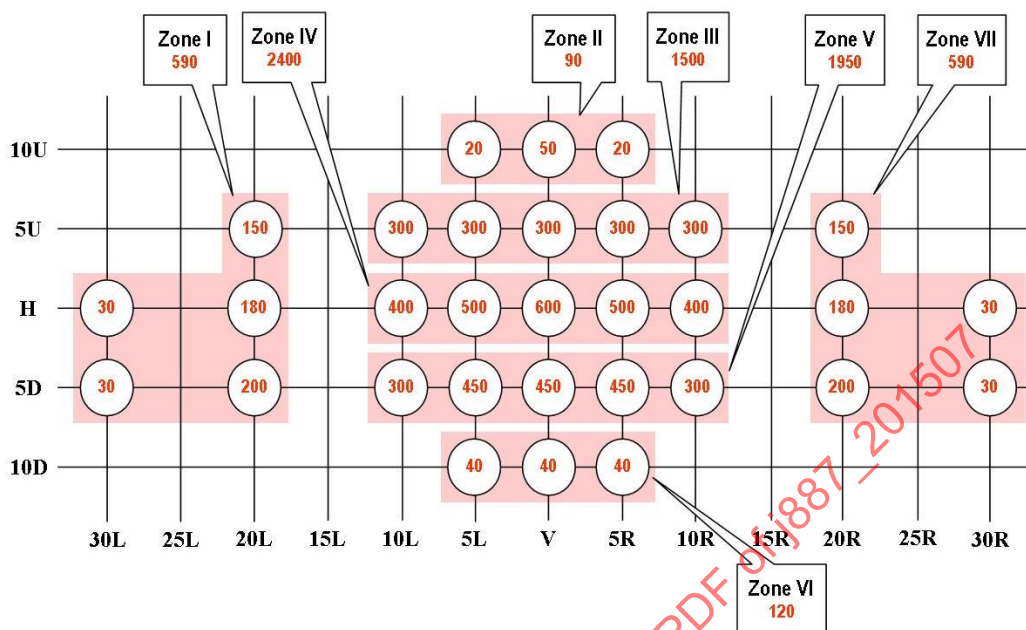 Zone I
590
Zone IV
2400
Zone II
90
Zone III
1500
Zone V
1950
Zone VII
590
10U
20 50 20
5U
150 300 300 300 300 300 150
H
30 180 400 500 600 500 400 180 30
5D
30 200 300 450 450 450 300 200 30
10D
40 40 40
30L 25L 20L 15L 10L 5L V 5R 10R 15R 20R 25R 30R
Zone VI
120
PDF of j887_201507